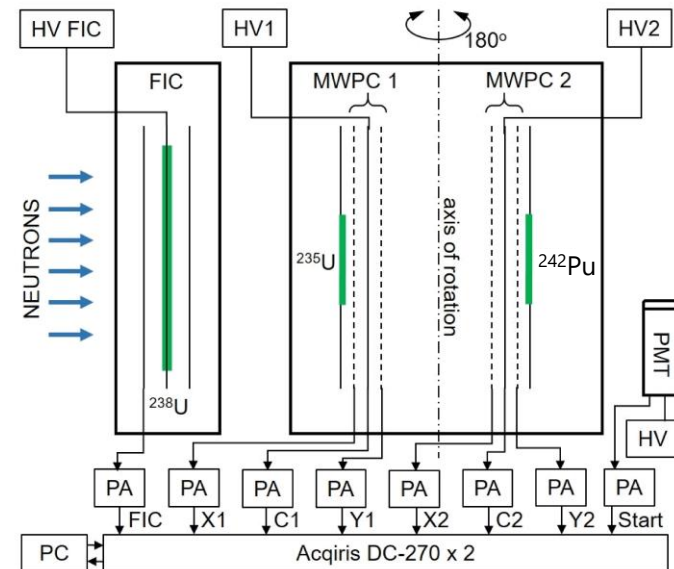 HV FIC
HV1
180°
HV2
FIC
MWPC 1
MWPC 2
NEUTRONS
axis of rotation
²³⁵U
²⁴²Pu
²³⁸U
PMT
HV
PA
PA
PA
PA
PA
PA
PA
PA
FIC
X1
C1
Y1
X2
C2
Y2
Start
PC
Acqiris DC-270 x 2